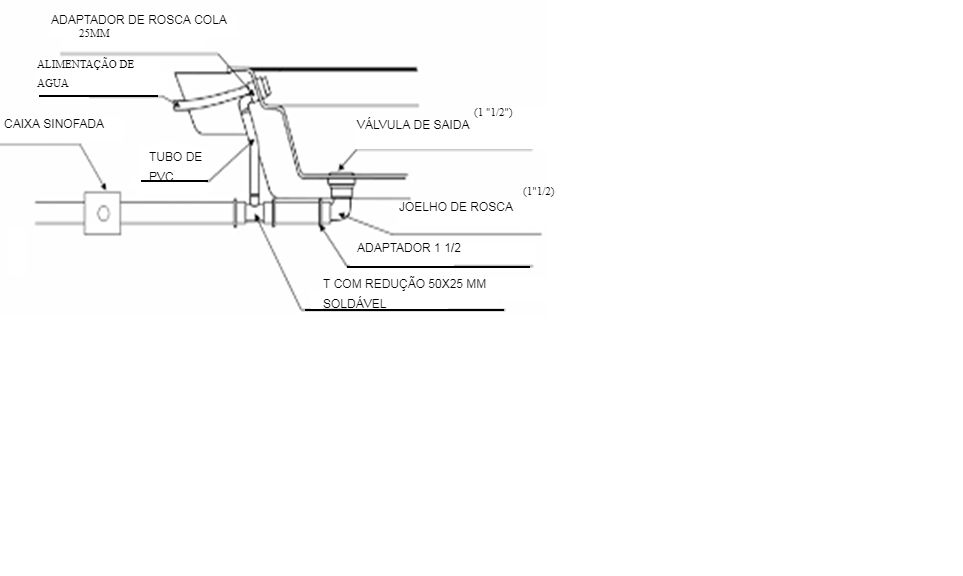 ADAPTADOR DE ROSCA COLA
25MM
ALIMENTAÇÃO DE
AGUA
CAIXA SINOFADA
TUBO DE
PVC
(1 "1/2")
VÁLVULA DE SAIDA
(1"1/2)
JOELHO DE ROSCA
ADAPTADOR 1 1/2
T COM REDUÇÃO 50X25 MM
SOLDÁVEL